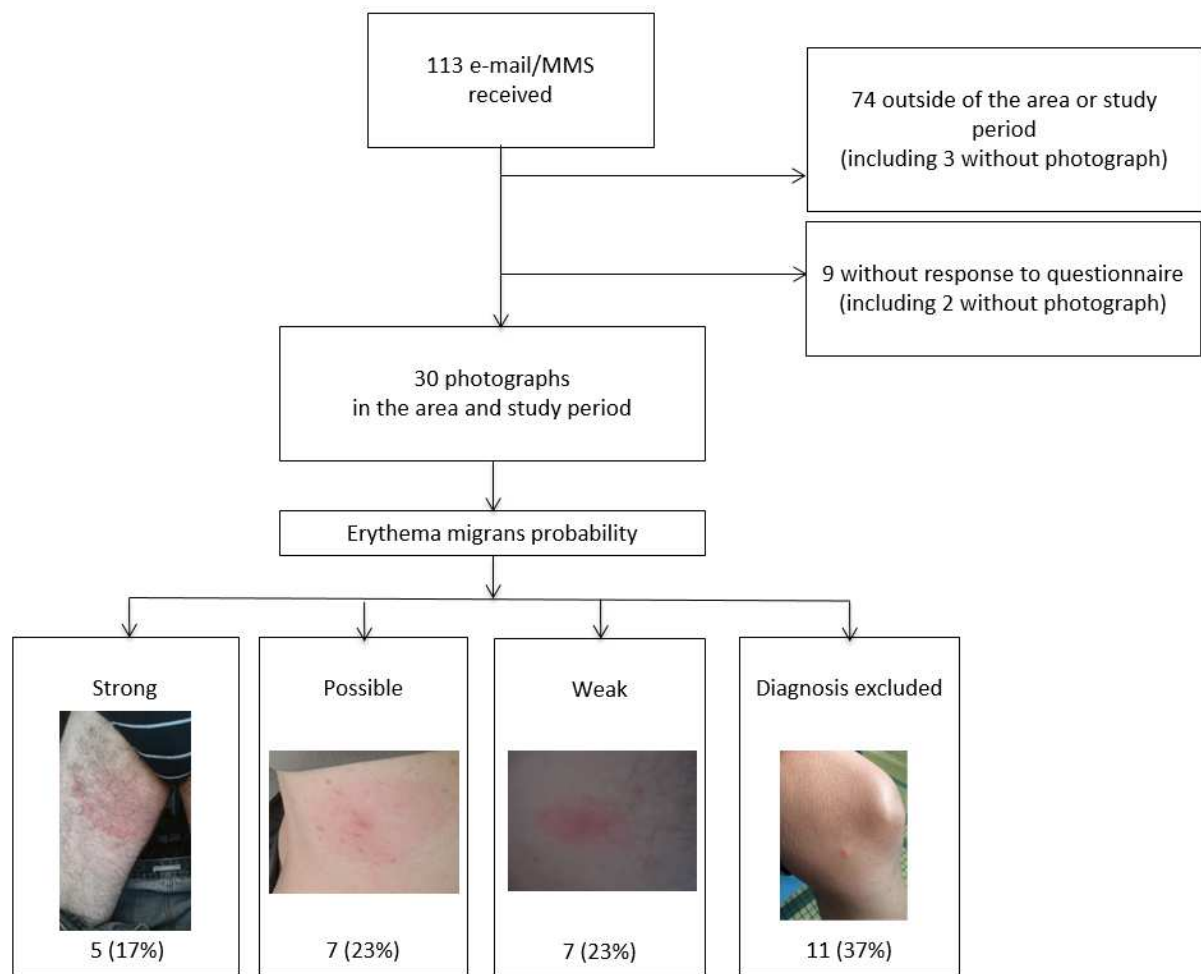 113 e-mail/MMS
received
74 outside of the area or study
period
(including 3 without photograph)
9 without response to questionnaire
(including 2 without photograph)
30 photographs
in the area and study period
Erythema migrans probability
Strong
Possible
Weak
Diagnosis excluded
5 (17%)
7 (23%)
7 (23%)
11 (37%)